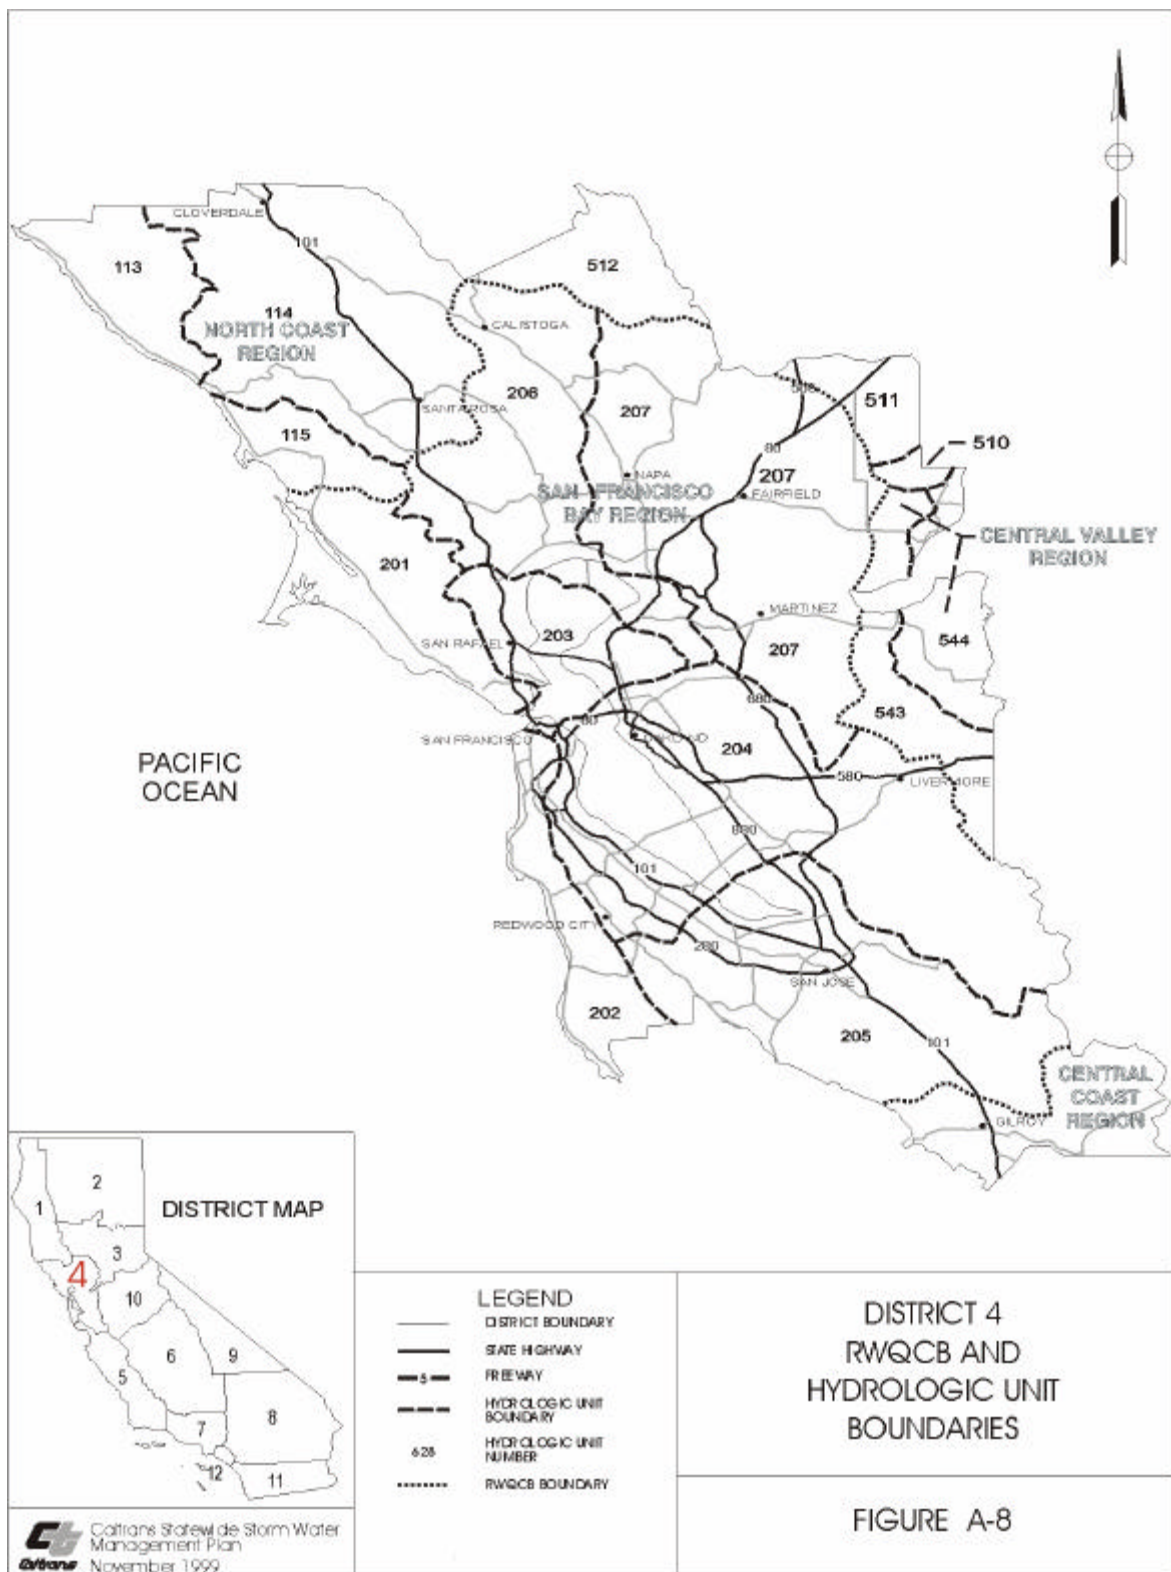 CLOVERDALE
101
113
512
114
NORTH COAST
REGION
CALISTOGA
206
207
511
SANTA ROSA
115
510
80
207
NAPA
FAIRFIELD
SAN FRANCISCO
BAY REGION
CENTRAL VALLEY
REGION
201
MARTINEZ
203
SAN RAFAEL
207
544
680
543
80
SAN FRANCISCO
OAKLAND
204
PACIFIC
OCEAN
580
LIVERMORE
880
101
REDWOOD CITY
280
SAN JOSE
202
205
101
CENTRAL
COAST
REGION
GILROY
DISTRICT MAP
1
2
3
4
10
6
9
5
8
7
12
11
LEGEND
DISTRICT BOUNDARY
STATE HIGHWAY
5
FREEWAY
HYDROLOGIC UNIT
BOUNDARY
628
HYDROLOGIC UNIT
NUMBER
RWQCB BOUNDARY
DISTRICT 4
RWQCB AND
HYDROLOGIC UNIT
BOUNDARIES
FIGURE A-8
Caltrans
Caltrans Statewide Storm Water
Management Plan
November 1999